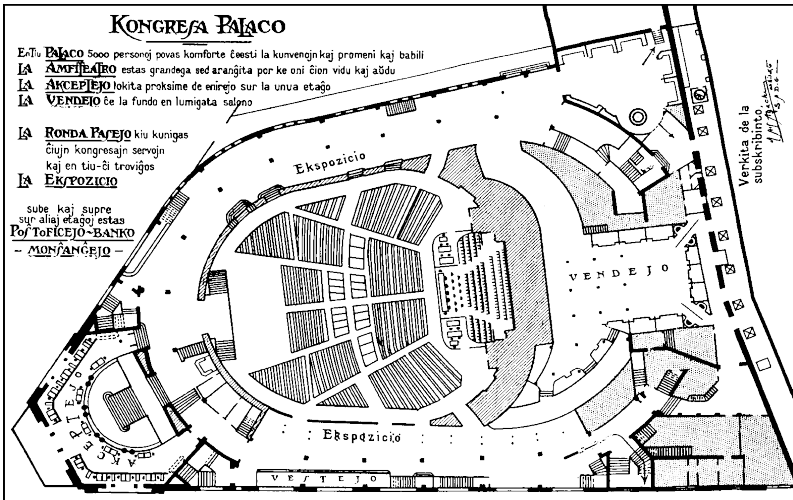 KONGRESA PALACO
En Tiu PALACO 5000 personoj povas komforte ĉeesti la kunvenojn kaj promeni kaj babili
LA AMFITEATRO estas grandega sed aranĝita por ke oni ĉion vidu kaj aŭdu
LA AKCEPTEJO lokita proksime de enirejo sur la unua etaĝo
LA VENDEJO ĉe la fundo en lumigata salono
LA RONDA PASEJO kiu kunigas
ĉiujn kongresajn servojn
kaj en tiu-ĉi troviĝos
LA EKSPOZICIO
sube kaj supre
sur aliaj etaĝoj estas
POSTOFICEJO-BANKO
- MONŜANĜEJO -
Ekspozicio
VENDEJO
Verkita de la
subskribinto
AKCEPTEJO
Ekspozicio
VESTEJO